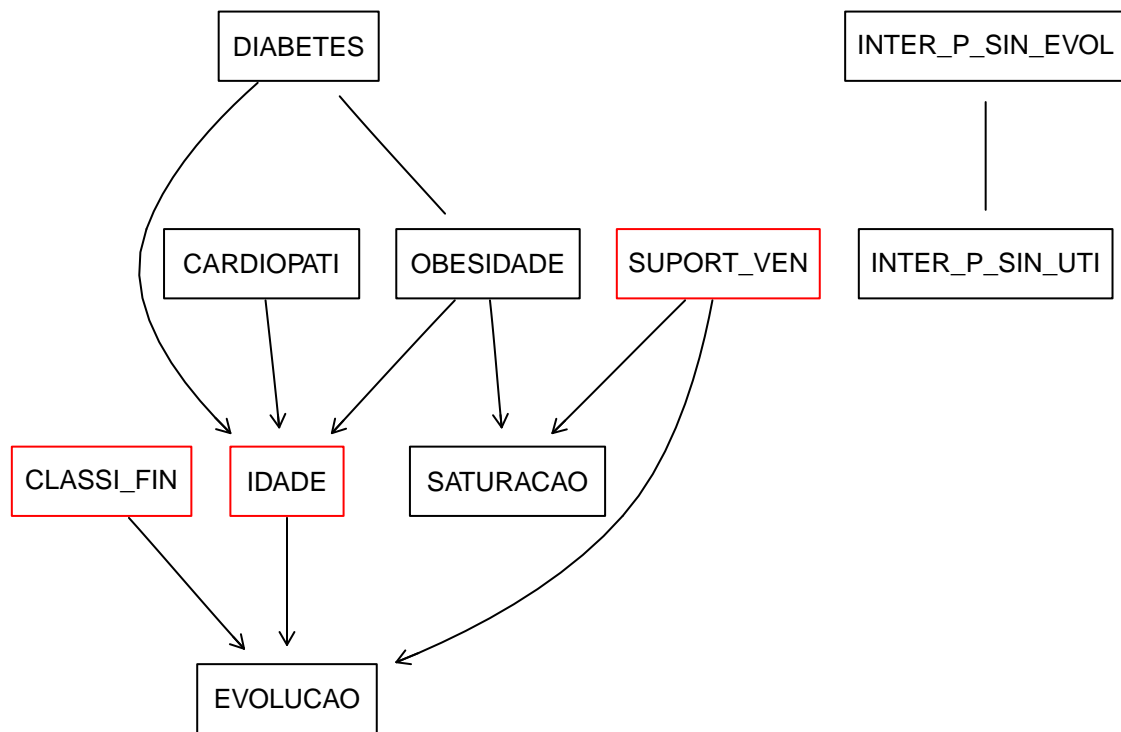 DIABETES
INTER_P_SIN_EVOL
CARDIOPATI
OBESIDADE
SUPORT_VEN
INTER_P_SIN_UTI
CLASSI_FIN
IDADE
SATURACAO
EVOLUCAO